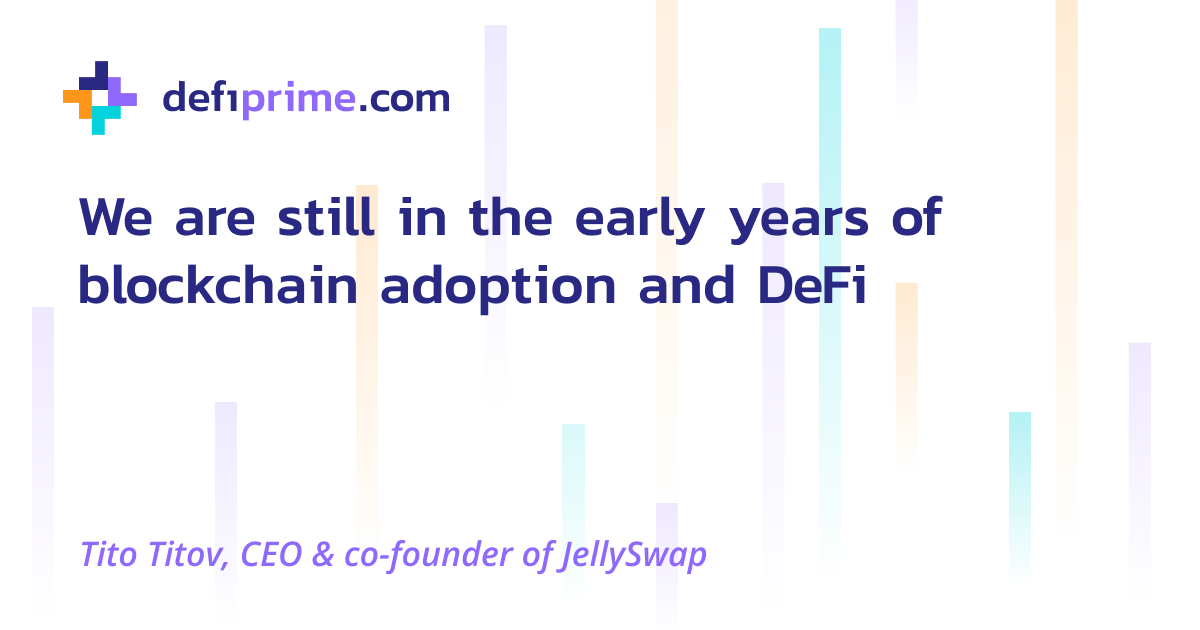 defiprime.com
We are still in the early years of
blockchain adoption and DeFi
Tito Titov, CEO & co-founder of JellySwap